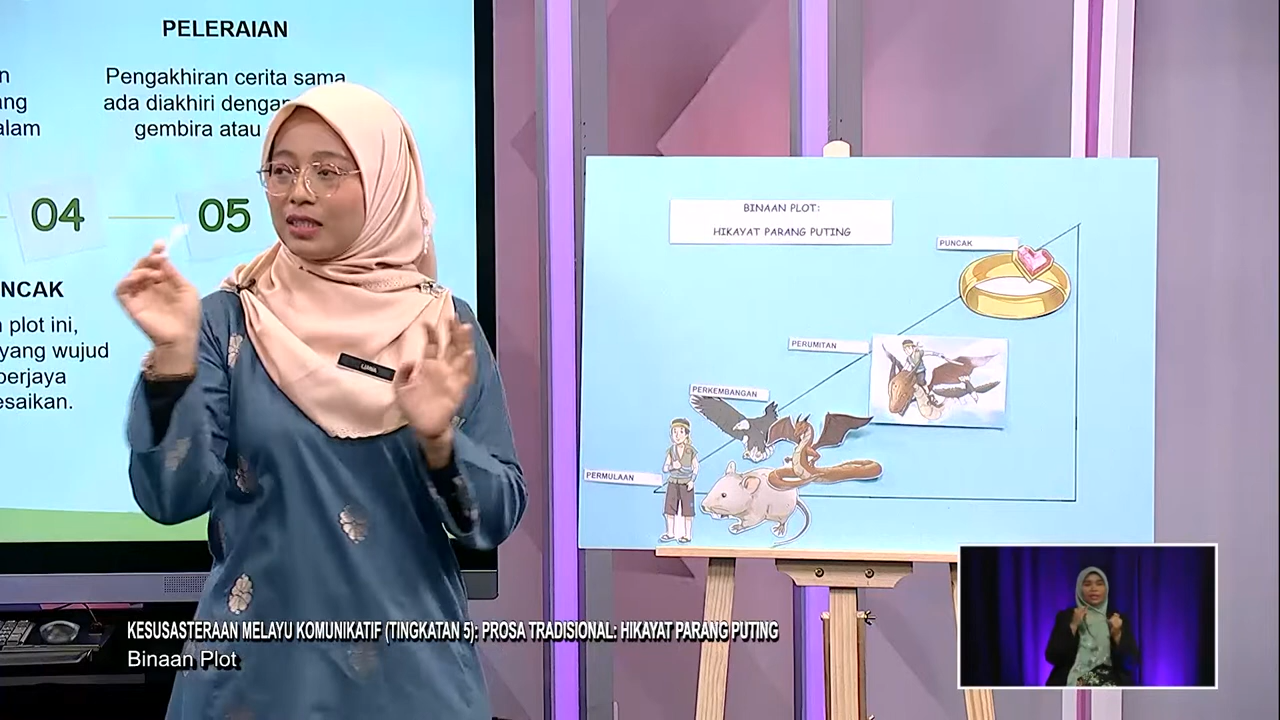 PELERAIAN
Pengakhiran cerita sama
ada diakhiri dengan
gembira atau
04
05
NCAK
plot ini,
yang wujud
berjaya
esaikan.
BINAAN PLOT:
HIKAYAT PARANG PUTING
PUNCAK
PERUMITAN
PERKEMBANGAN
PERMULAAN
KESUSASTERAAN MELAYU KOMUNIKATIF (TINGKATAN 5): PROSA TRADISIONAL: HIKAYAT PARANG PUTING
Binaan Plot